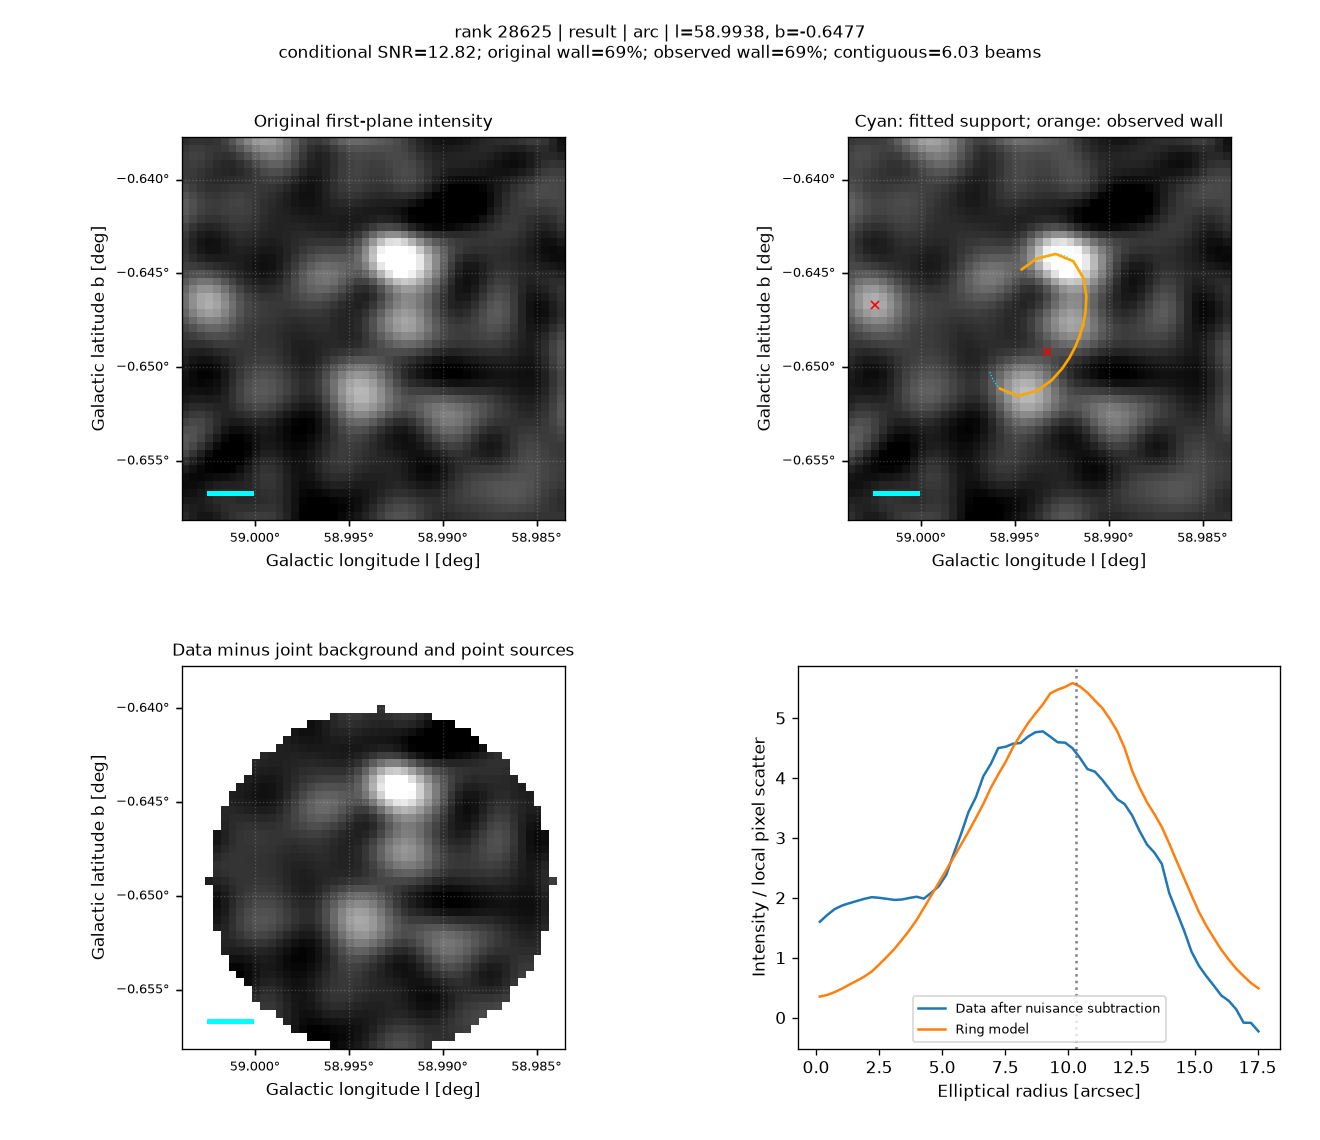 rank 28625 | result | arc | l=58.9938, b=-0.6477
conditional SNR=12.82; original wall=69%; observed wall=69%; contiguous=6.03 beams
Original first-plane intensity
Galactic latitude b [deg]
−0.640°
−0.645°
−0.650°
−0.655°
59.000° 58.995° 58.990° 58.985°
Galactic longitude l [deg]
Cyan: fitted support; orange: observed wall
Galactic latitude b [deg]
−0.640°
−0.645°
−0.650°
−0.655°
59.000° 58.995° 58.990° 58.985°
Galactic longitude l [deg]
Data minus joint background and point sources
Galactic latitude b [deg]
−0.640°
−0.645°
−0.650°
−0.655°
59.000° 58.995° 58.990° 58.985°
Galactic longitude l [deg]
Intensity / local pixel scatter
5
4
3
2
1
0
Data after nuisance subtraction
Ring model
0.0 2.5 5.0 7.5 10.0 12.5 15.0 17.5
Elliptical radius [arcsec]